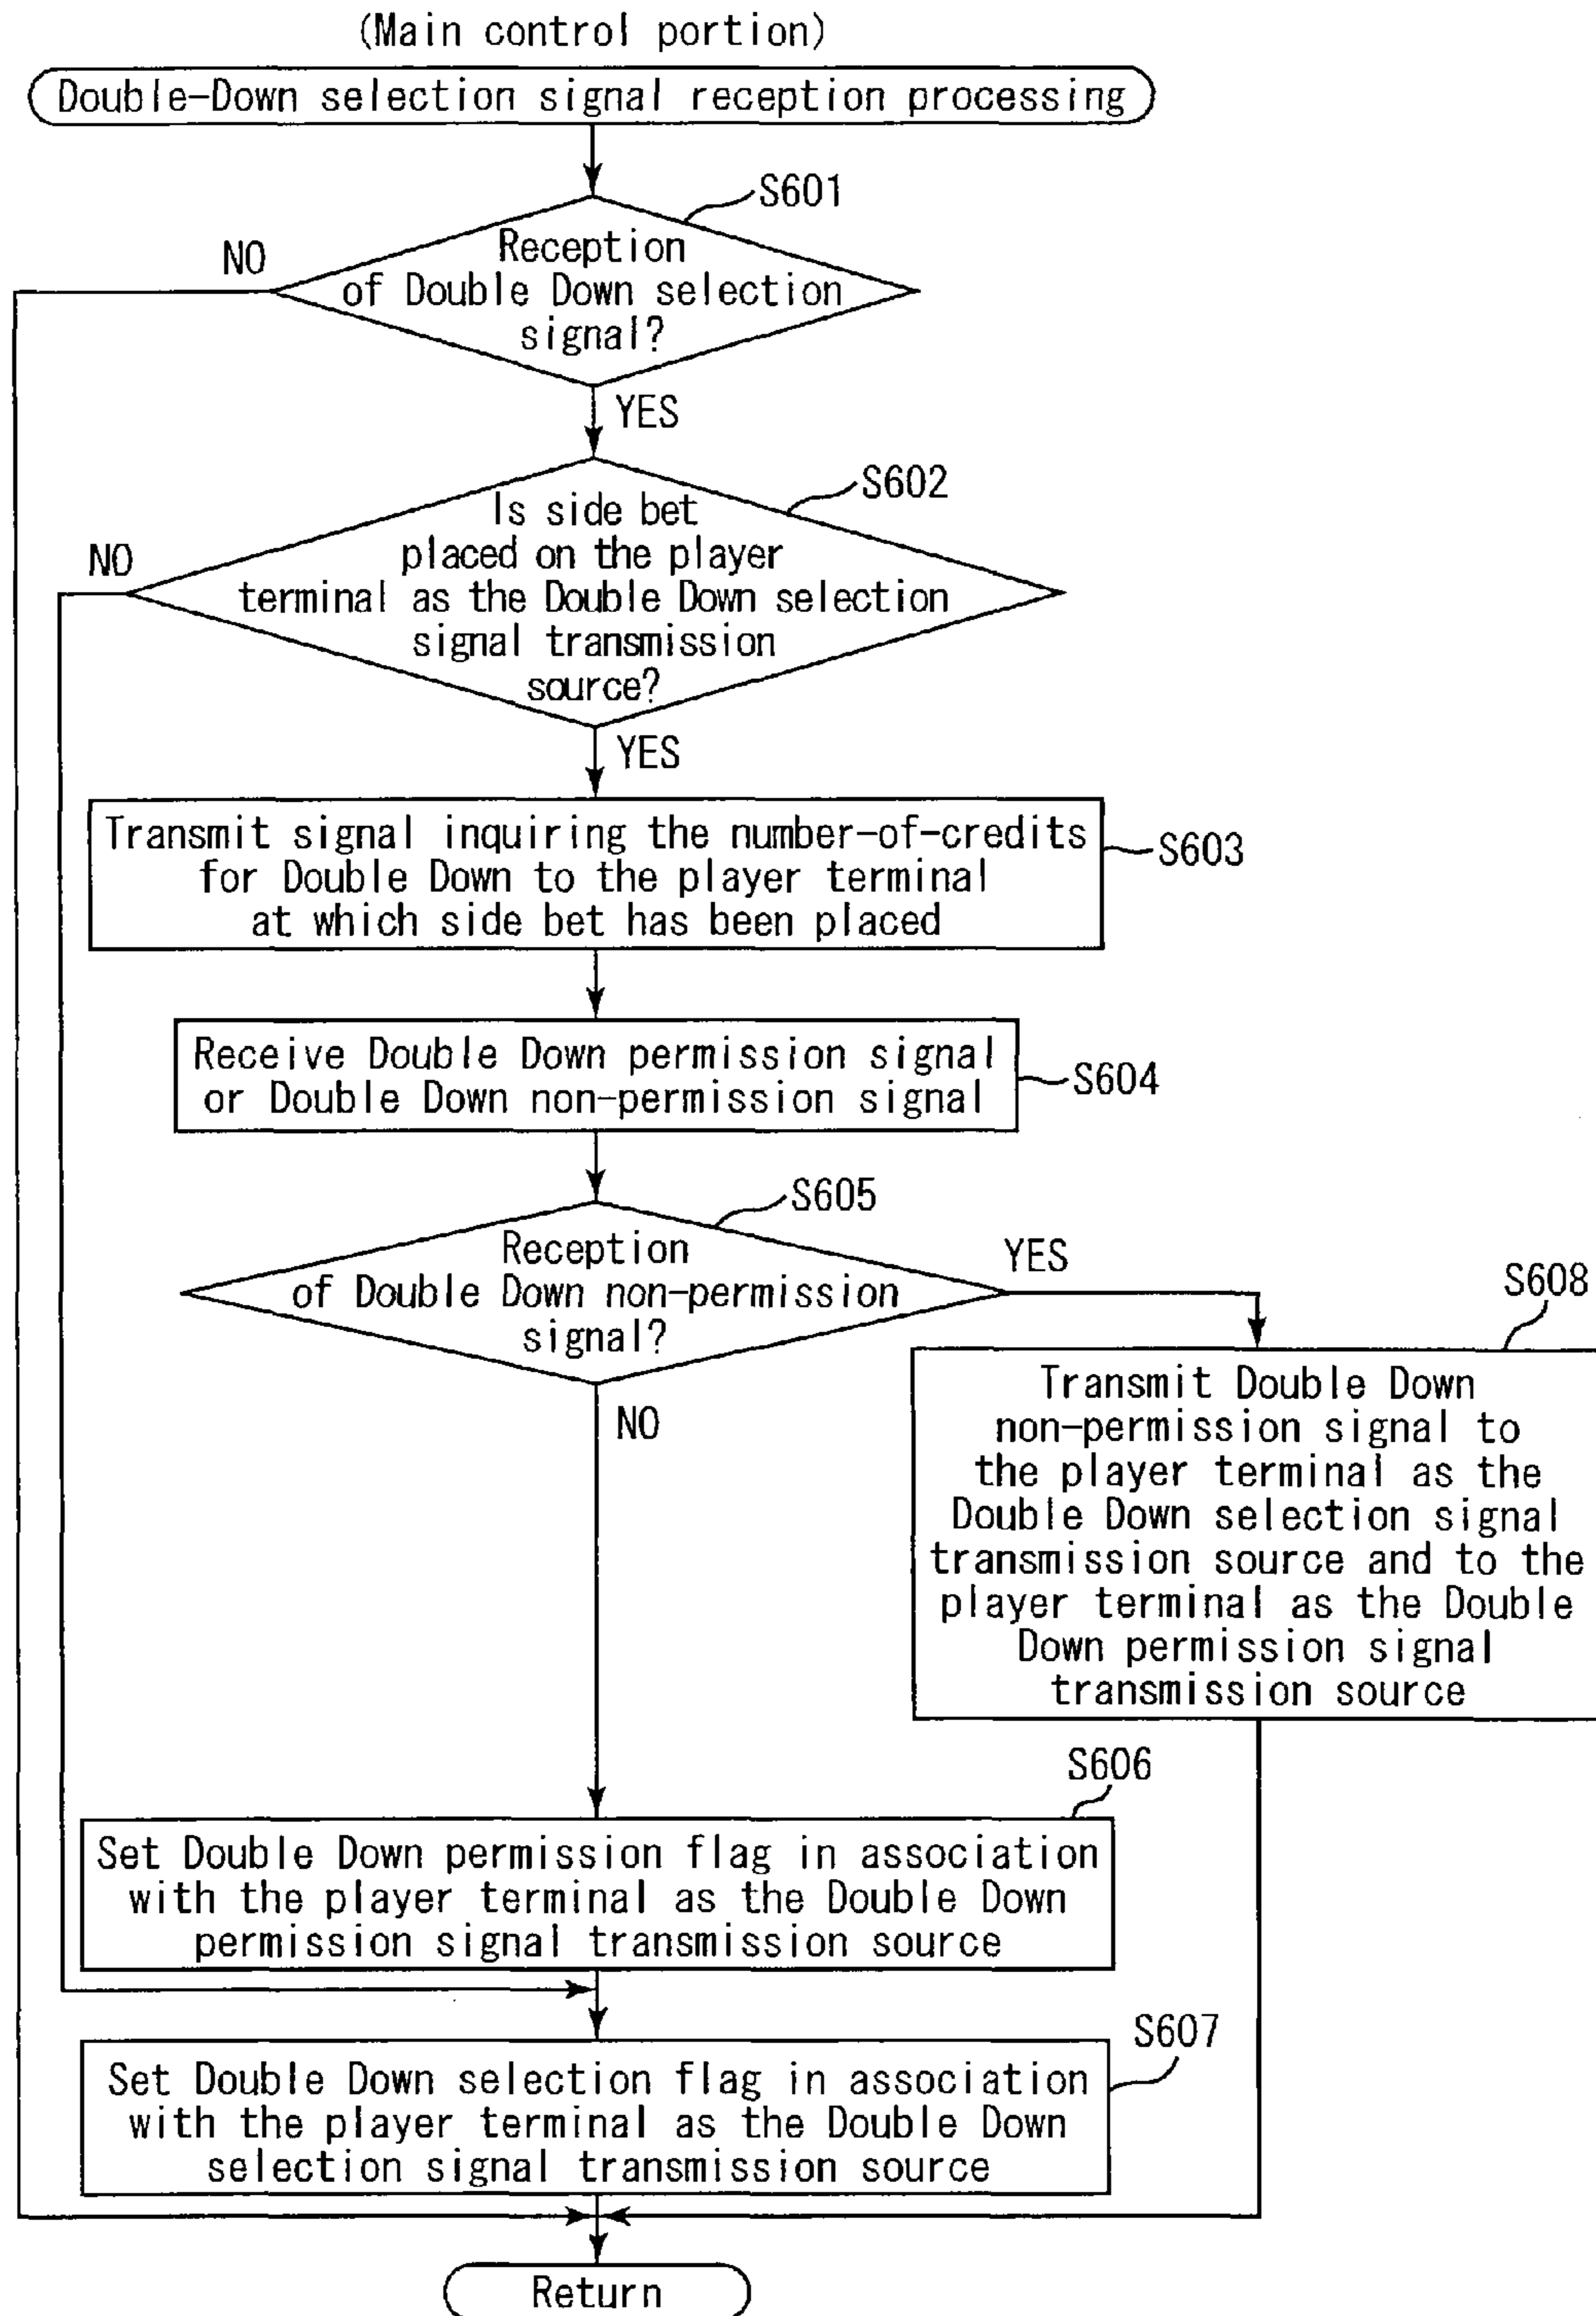 (Main control portion)
Double-Down selection signal reception processing
S601
Reception
of Double Down selection
signal?
NO
YES
S602
Is side bet
placed on the player
terminal as the Double Down selection
signal transmission
source?
NO
YES
Transmit signal inquiring the number-of-credits
for Double Down to the player terminal
at which side bet has been placed
S603
Receive Double Down permission signal
or Double Down non-permission signal
S604
S605
Reception
of Double Down non-permission
signal?
YES
NO
S608
Transmit Double Down
non-permission signal to
the player terminal as the
Double Down selection signal
transmission source and to the
player terminal as the Double
Down permission signal
transmission source
S606
Set Double Down permission flag in association
with the player terminal as the Double Down
permission signal transmission source
S607
Set Double Down selection flag in association
with the player terminal as the Double Down
selection signal transmission source
Return